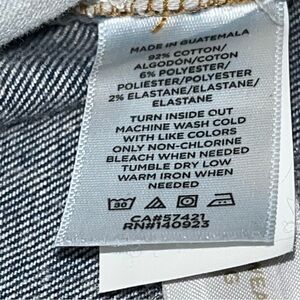 MADE IN GUATEMALA
92% COTTON/
ALGODÓN/COTON
6% POLYESTER/
POLIESTER/POLYESTER
2% ELASTANE/ELASTANE/
ELASTANE
TURN INSIDE OUT
MACHINE WASH COLD
WITH LIKE COLORS
ONLY NON-CHLORINE
BLEACH WHEN NEEDED
TUMBLE DRY LOW
WARM IRON WHEN
NEEDED
30
CA#57421
RN#140923